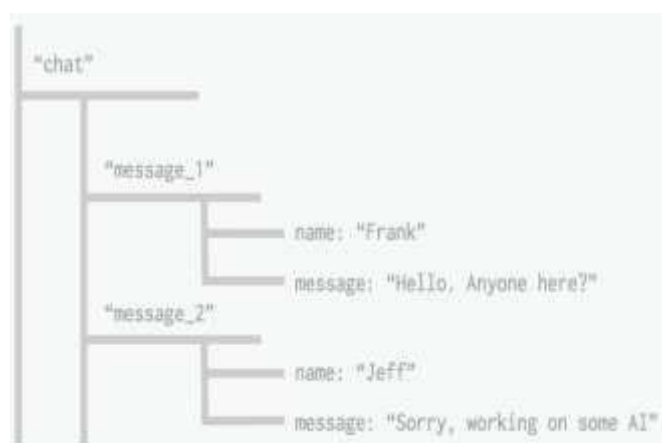 "chat"
"message_1"
name: "Frank"
message: "Hello. Anyone here?"
"message_2"
name: "Jeff"
message: "Sorry, working on some AI"